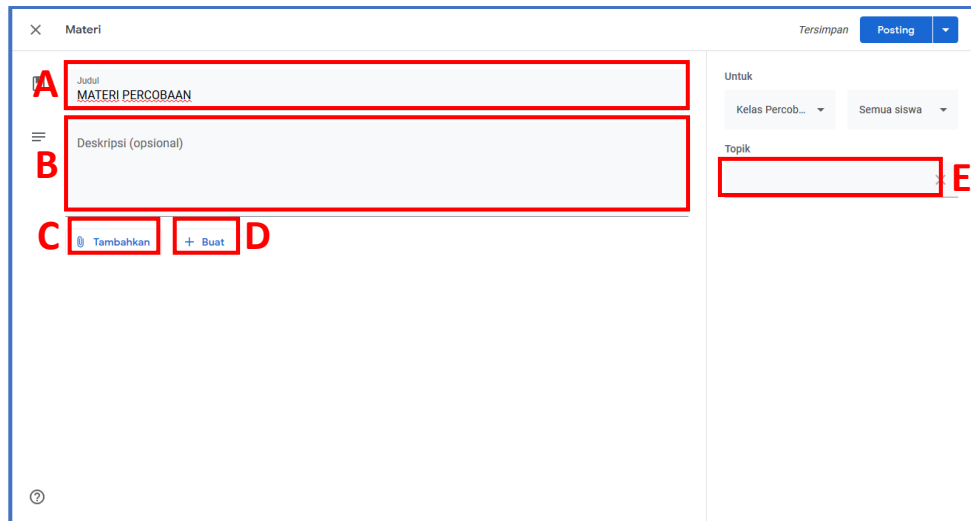 Materi
Tersimpan
Posting
A
Judul
MATERI PERCOBAAN
Untuk
Kelas Percob...
Semua siswa
B
Deskripsi (opsional)
Topik
E
C
Tambahkan
+ Buat
D